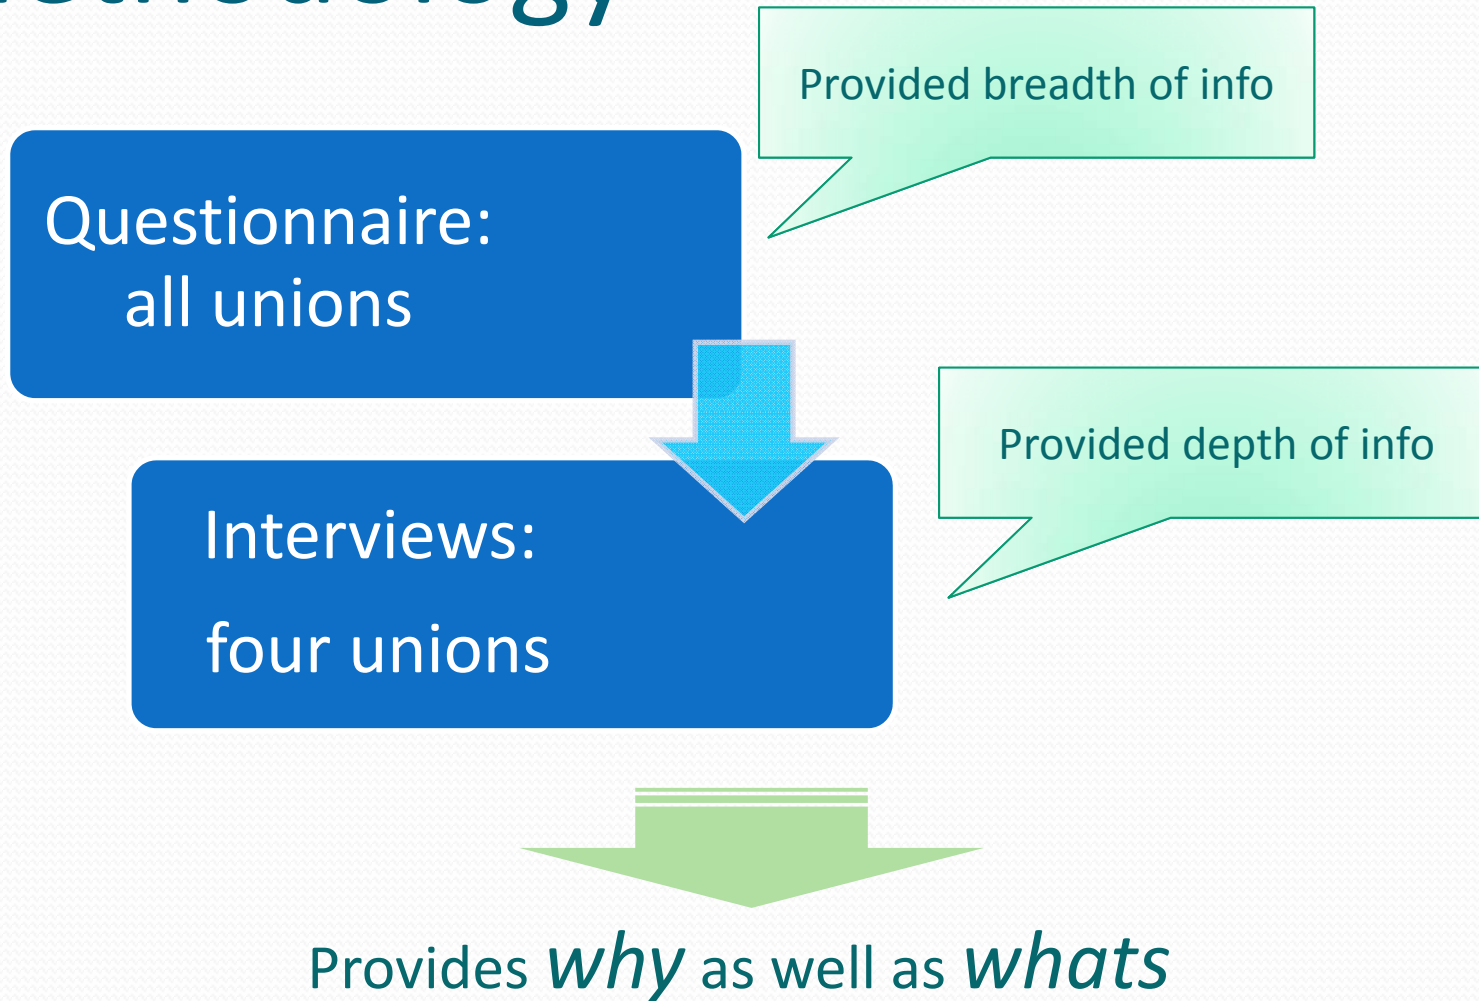 ethodology
Provided breadth of info
Questionnaire:
all unions
Provided depth of info
Interviews:
four unions
Provides why as well as whats